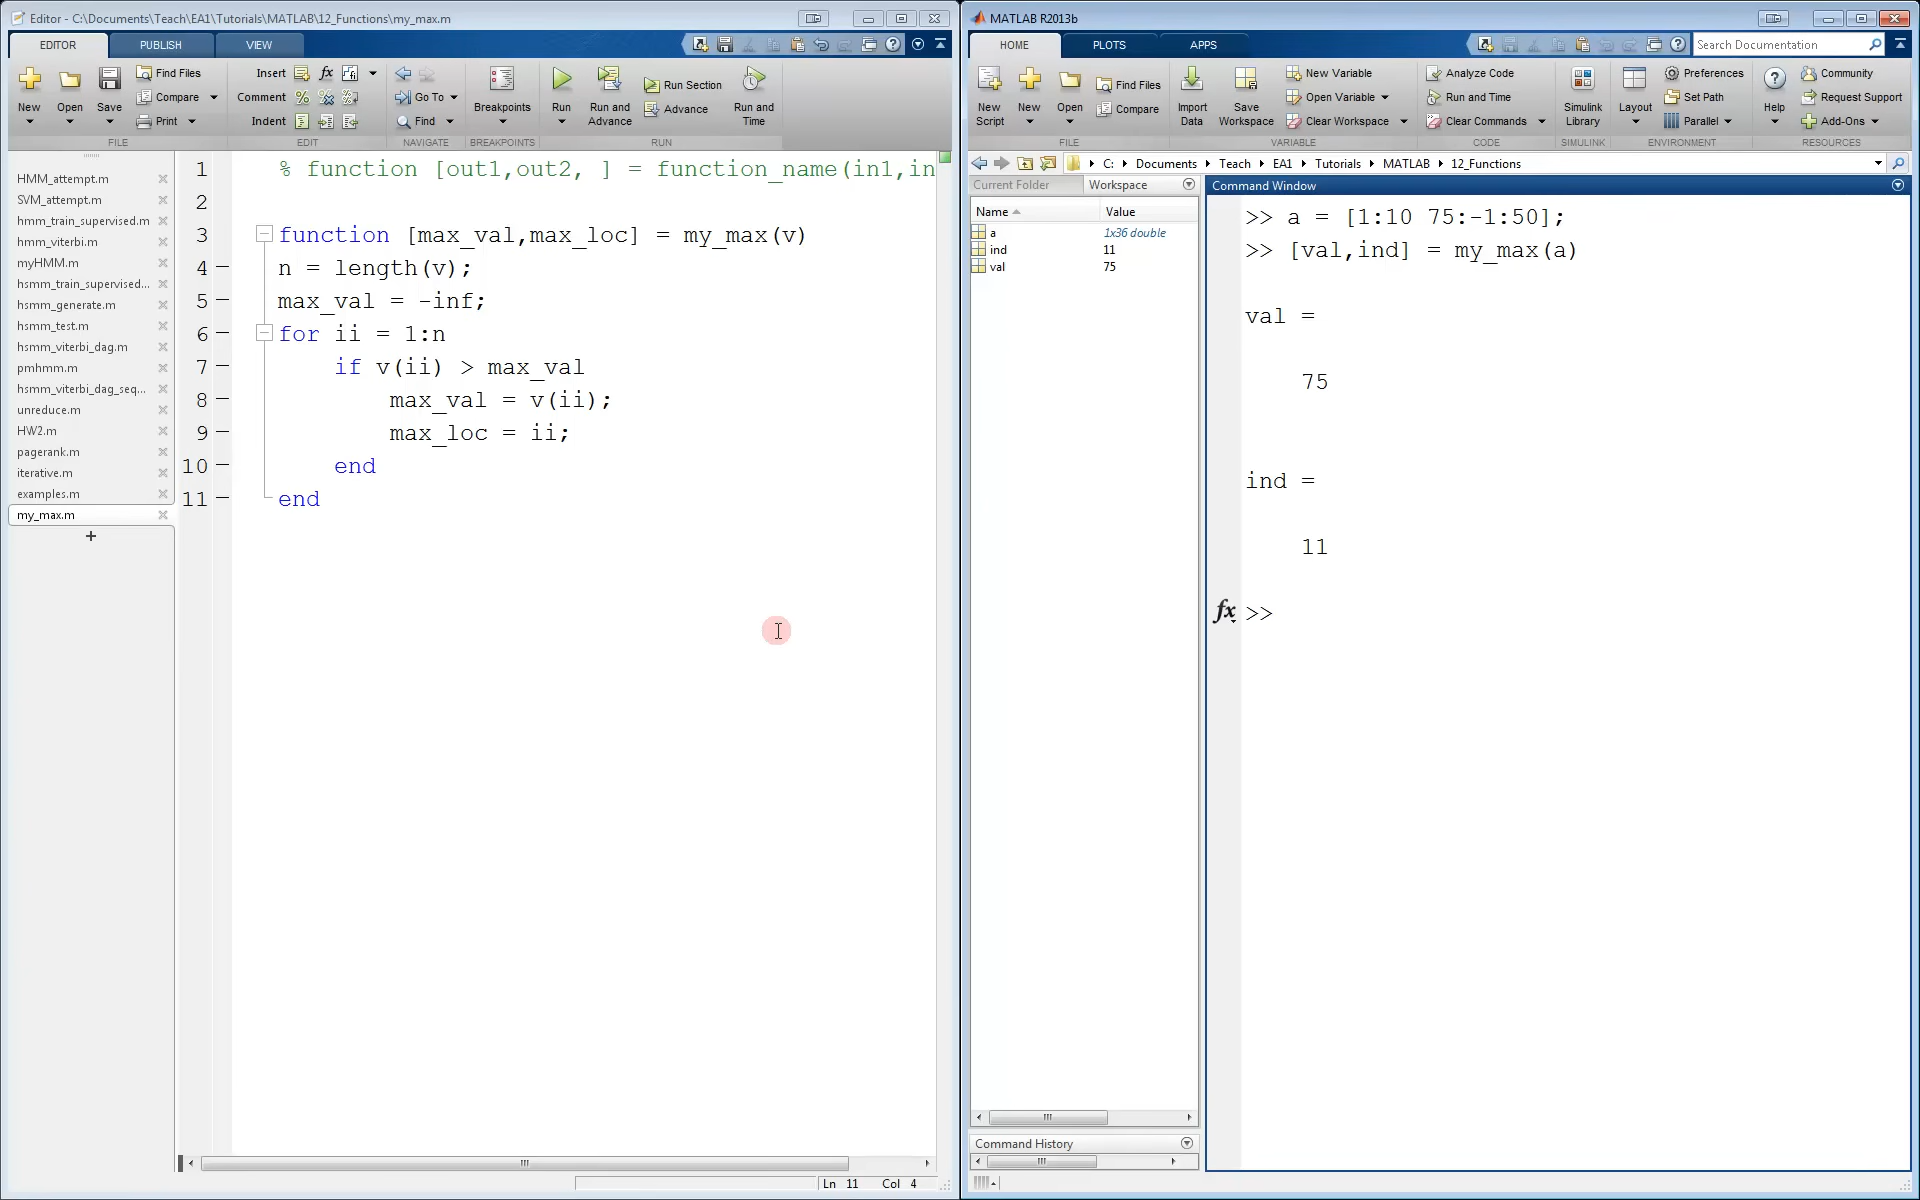 Editor - C:\Documents\Teach\EA1\Tutorials\MATLAB\12_Functions\my_max.m
EDITOR PUBLISH VIEW
New Open Save Find Files Compare Print
FILE
Insert fx
Comment % 
Indent
EDIT
Go To
Find
NAVIGATE
Breakpoints
BREAKPOINTS
Run Run and Advance Run Section Advance Run and Time
RUN
HMM_attempt.m
SVM_attempt.m
hmm_train_supervised.m
hmm_viterbi.m
myHMM.m
hsmm_train_supervised...
hsmm_generate.m
hsmm_test.m
hsmm_viterbi_dag.m
pmhmm.m
hsmm_viterbi_dag_seq...
unreduce.m
HW2.m
pagerank.m
iterative.m
examples.m
my_max.m
+
1 % function [out1,out2, ] = function_name(in1,in
2
3 function [max_val,max_loc] = my_max(v)
4 n = length(v);
5 max_val = -inf;
6 for ii = 1:n
7 if v(ii) > max_val
8 max_val = v(ii);
9 max_loc = ii;
10 end
11 end
Ln 11 Col 4
MATLAB R2013b
HOME PLOTS APPS
Search Documentation
New Script New Open Find Files Compare
FILE
Import Data Save Workspace New Variable Open Variable Clear Workspace
VARIABLE
Analyze Code Run and Time Clear Commands
CODE
Simulink Library
SIMULINK
Layout Preferences Set Path Parallel
ENVIRONMENT
Help Community Request Support Add-Ons
RESOURCES
C: Documents Teach EA1 Tutorials MATLAB 12_Functions
Current Folder Workspace
Name Value
a 1x36 double
ind 11
val 75
Command History
Command Window
>> a = [1:10 75:-1:50];
>> [val,ind] = my_max(a)
val =
75
ind =
11
fx >>